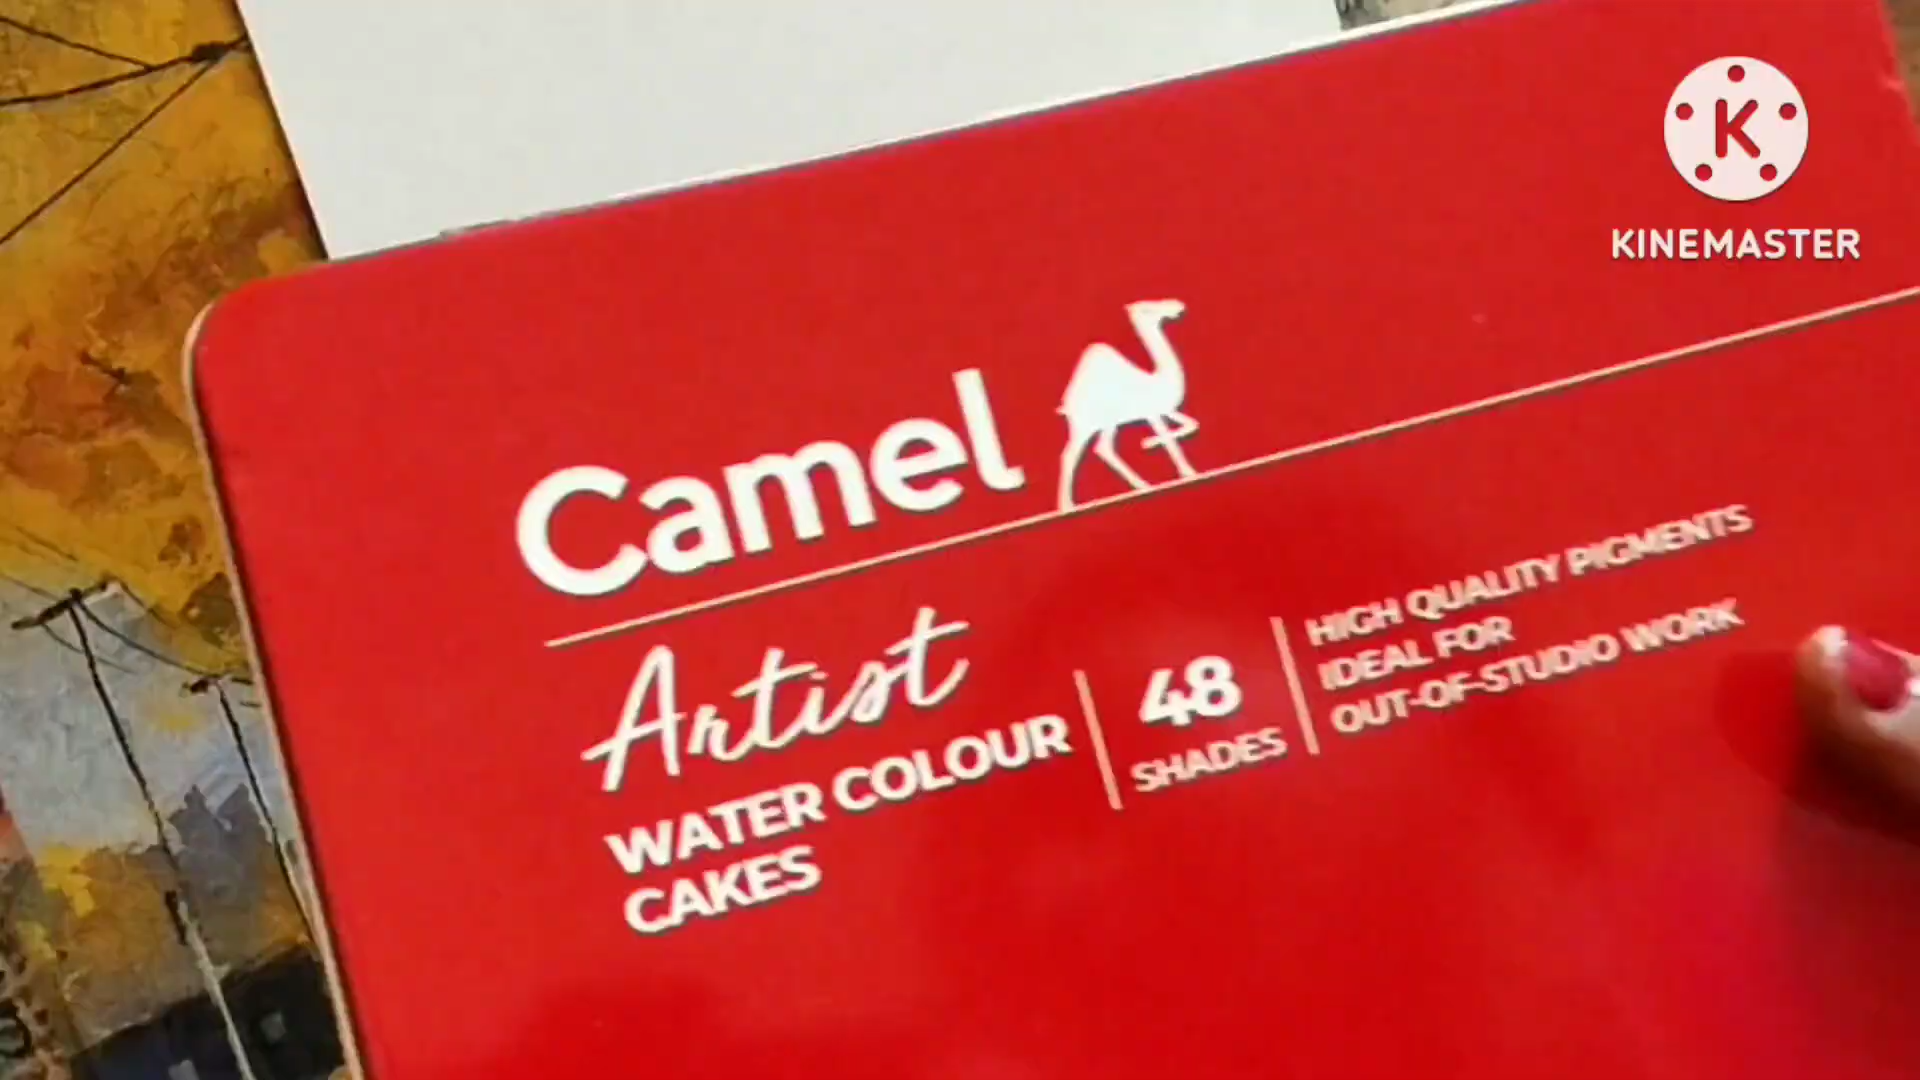 K
KINEMASTER
Camel
Artist
WATER COLOUR
CAKES
48
SHADES
HIGH QUALITY PIGMENTS
IDEAL FOR
OUT-OF-STUDIO WORK